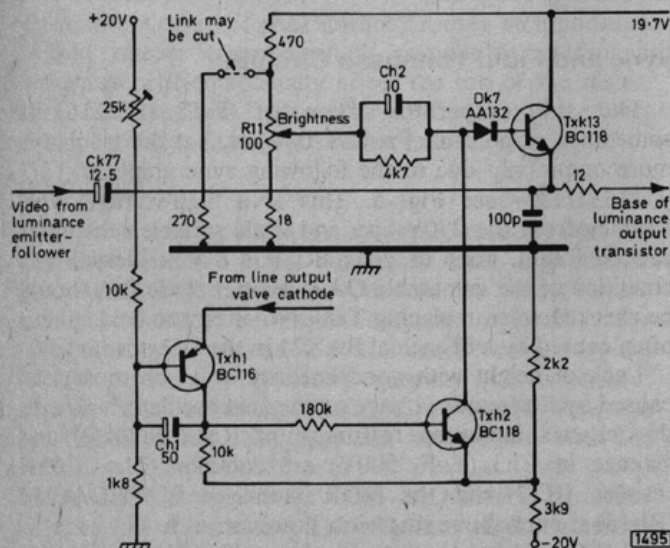 +20V
Link may
be cut
470
19·7V
25k
R11
100
Brightness
Ch2
10
4k7
Dk7
AA132
Txk13
BC118
Ck77
12·5
Video from
luminance
emitter-
follower
270
18
100p
12
Base of
luminance
output
transistor
From line output
valve cathode
10k
Txh1
BC116
2k2
Ch1
50
180k
Txh2
BC118
10k
1k8
3k9
-20V
1495